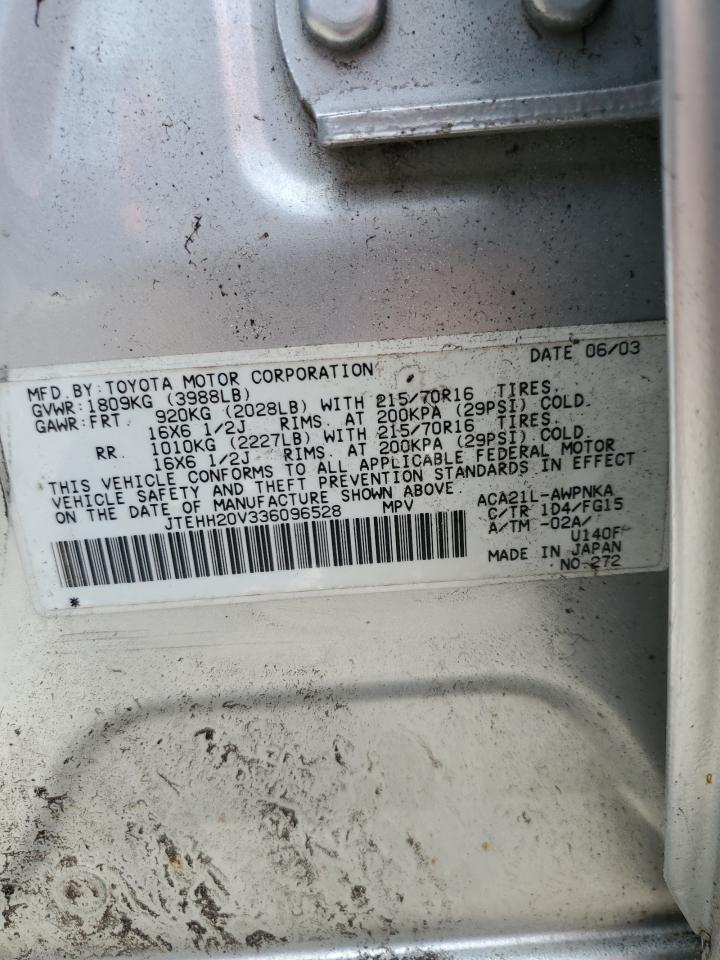 DATE 06/03
MFD.BY:TOYOTA MOTOR CORPORATION
GVWR:1809KG (3988LB)
GAWR:FRT. 920KG (2028LB) WITH 215/70R16 TIRES.
16X6 1/2J RIMS. AT 200KPA (29PSI) COLD.
RR. 1010KG (2227LB) WITH 215/70R16 TIRES.
16X6 1/2J RIMS. AT 200KPA (29PSI) COLD.
THIS VEHICLE CONFORMS TO ALL APPLICABLE FEDERAL MOTOR
VEHICLE SAFETY AND THEFT PREVENTION STANDARDS IN EFFECT
ON THE DATE OF MANUFACTURE SHOWN ABOVE.
JTEHH20V336096528 MPV
ACA21L-AWPNKA
C/TR 1D4/FG15
A/TM -02A/
U140F
MADE IN JAPAN
NO.272
*